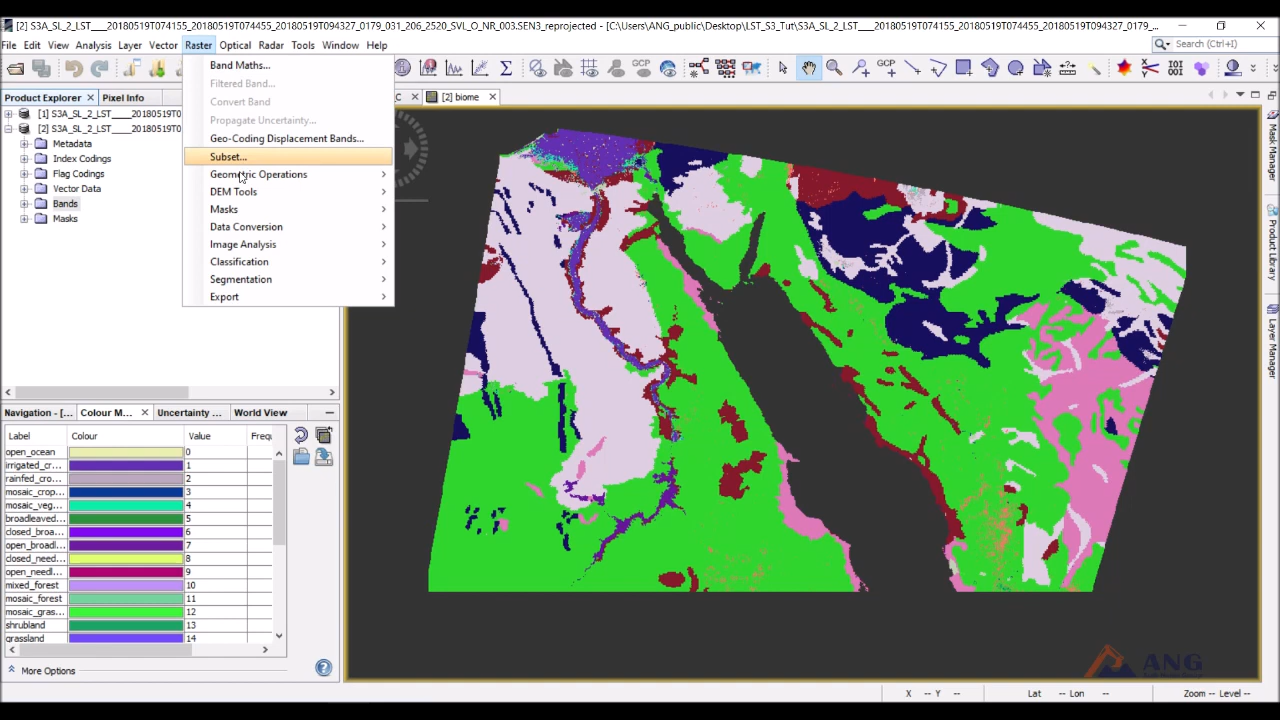 [2] S3A_SL_2_LST____20180519T074155_20180519T074455_20180519T094327_0179_031_206_2520_SVL_O_NR_003.SEN3_reprojected - [C:\Users\ANG_public\Desktop\LST_S3_Tut\S3A_SL_2_LST____20180519T074155_20180519T074455_20180519T094327_0179_...
File Edit View Analysis Layer Vector Raster Optical Radar Tools Window Help
Search (Ctrl+I)
GCP
GCP
Product Explorer
Pixel Info
C
[2] biome
[1] S3A_SL_2_LST____20180519T0
[2] S3A_SL_2_LST____20180519T0
Metadata
Index Codings
Flag Codings
Vector Data
Bands
Masks
Band Maths...
Filtered Band...
Convert Band
Propagate Uncertainty...
Geo-Coding Displacement Bands...
Subset...
Geometric Operations
DEM Tools
Masks
Data Conversion
Image Analysis
Classification
Segmentation
Export
Mask Manager
Product Library
Layer Manager
Navigation - [...
Colour M...
Uncertainty ...
World View
Label Colour Value Freq
open_ocean 0
irrigated_cr... 1
rainfed_cro... 2
mosaic_crop... 3
mosaic_veg... 4
broadleaved... 5
closed_broa... 6
open_broadl... 7
closed_need... 8
open_needl... 9
mixed_forest 10
mosaic_forest 11
mosaic_gras... 12
shrubland 13
grassland 14
More Options
ANG
X -- Y -- Lat -- Lon -- Zoom -- Level --